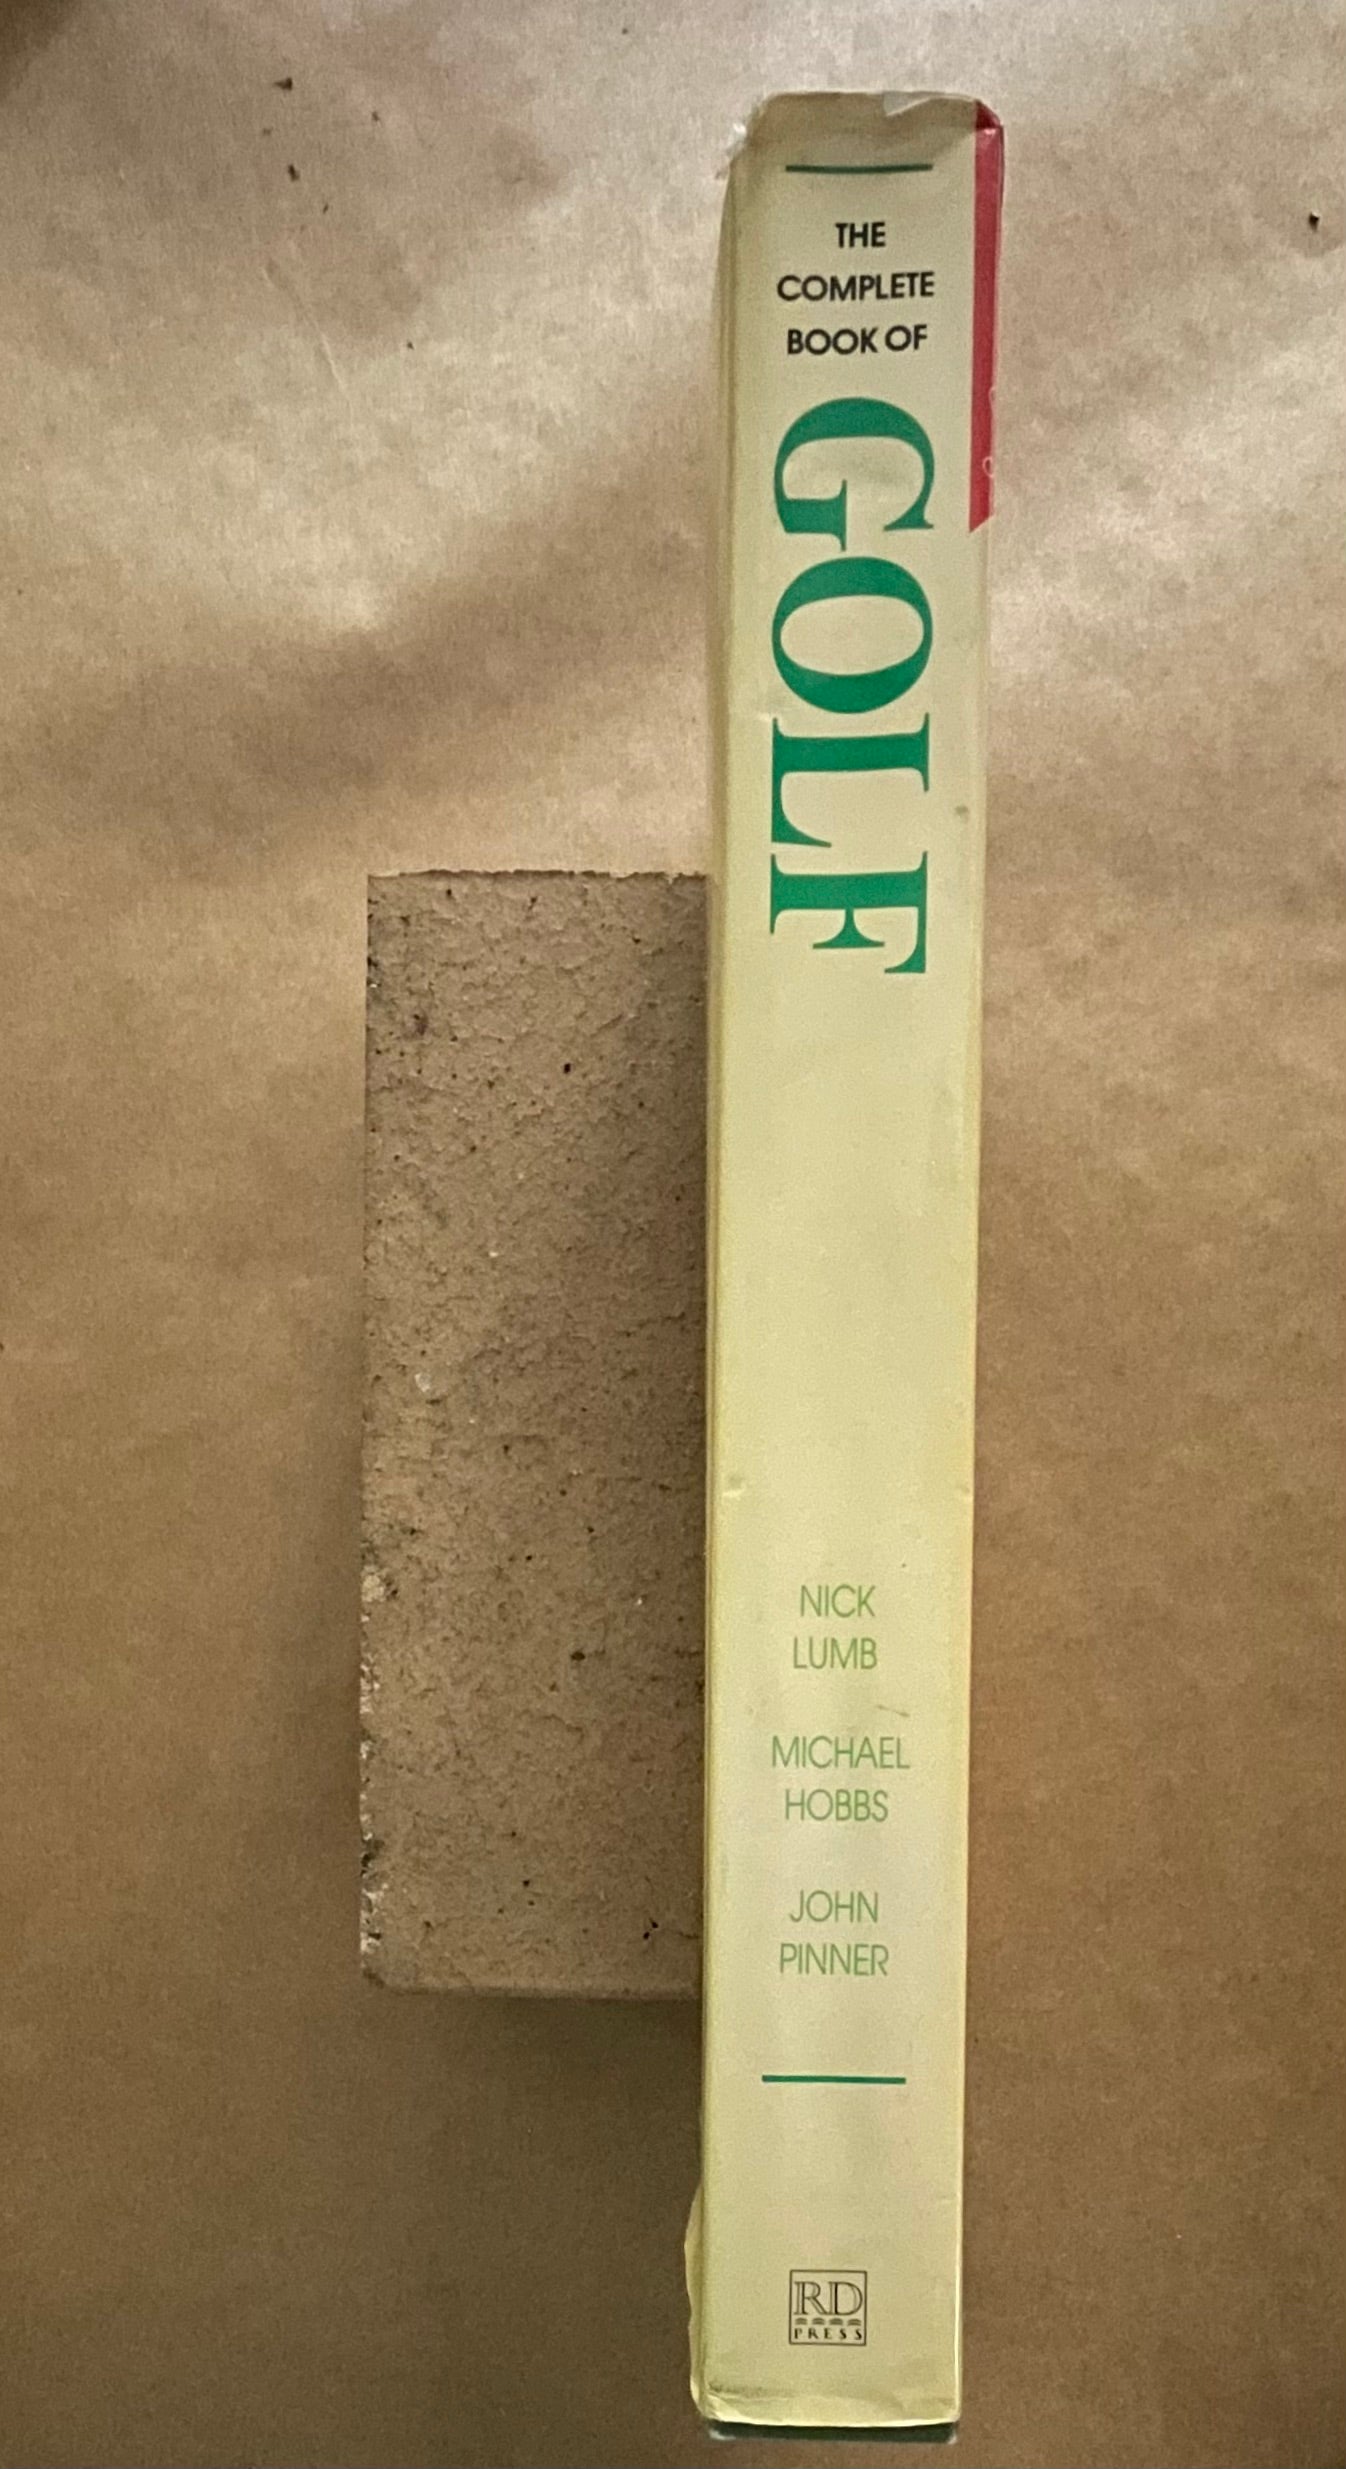 THE
COMPLETE
BOOK OF
GOLF
NICK
LUMB
MICHAEL
HOBBS
JOHN
PINNER
RD
PRESS